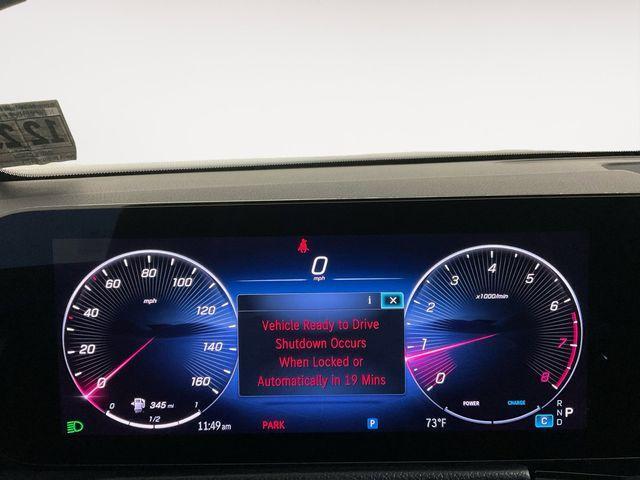 0
mph
i ×
Vehicle Ready to Drive
Shutdown Occurs
When Locked or
Automatically in 19 Mins
0 20 40 60 80 100 120 140 160
mph
0 1/2 1
345 mi
0 1 2 3 4 5 6 7 8
x1000/min
POWER CHARGE
11:49 am
PARK
P
73°F
C
R
N
D
P